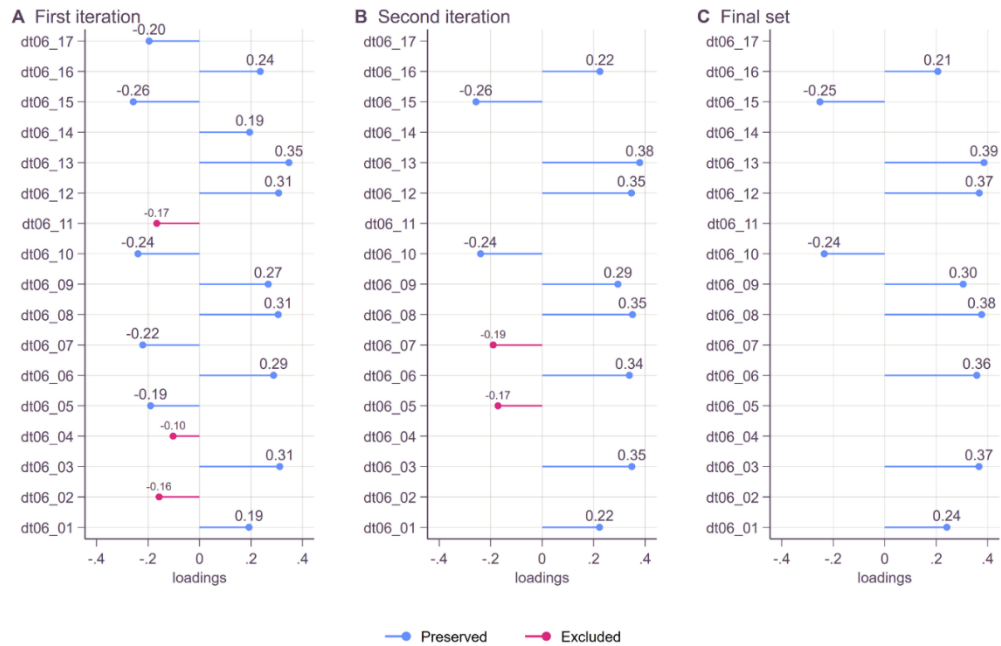 A First iteration
dt06_17
-0.20
dt06_16
0.24
dt06_15
-0.26
dt06_14
0.19
dt06_13
0.35
dt06_12
0.31
dt06_11
-0.17
dt06_10
-0.24
dt06_09
0.27
dt06_08
0.31
dt06_07
-0.22
dt06_06
0.29
dt06_05
-0.19
dt06_04
-0.10
dt06_03
0.31
dt06_02
-0.16
dt06_01
0.19
-.4 -.2 0 .2 .4
loadings
B Second iteration
dt06_17
dt06_16
0.22
dt06_15
-0.26
dt06_14
dt06_13
0.38
dt06_12
0.35
dt06_11
dt06_10
-0.24
dt06_09
0.29
dt06_08
0.35
dt06_07
-0.19
dt06_06
0.34
dt06_05
-0.17
dt06_04
dt06_03
0.35
dt06_02
dt06_01
0.22
-.4 -.2 0 .2 .4
loadings
C Final set
dt06_17
dt06_16
0.21
dt06_15
-0.25
dt06_14
dt06_13
0.39
dt06_12
0.37
dt06_11
dt06_10
-0.24
dt06_09
0.30
dt06_08
0.38
dt06_07
dt06_06
0.36
dt06_05
dt06_04
dt06_03
0.37
dt06_02
dt06_01
0.24
-.4 -.2 0 .2 .4
loadings
Preserved Excluded